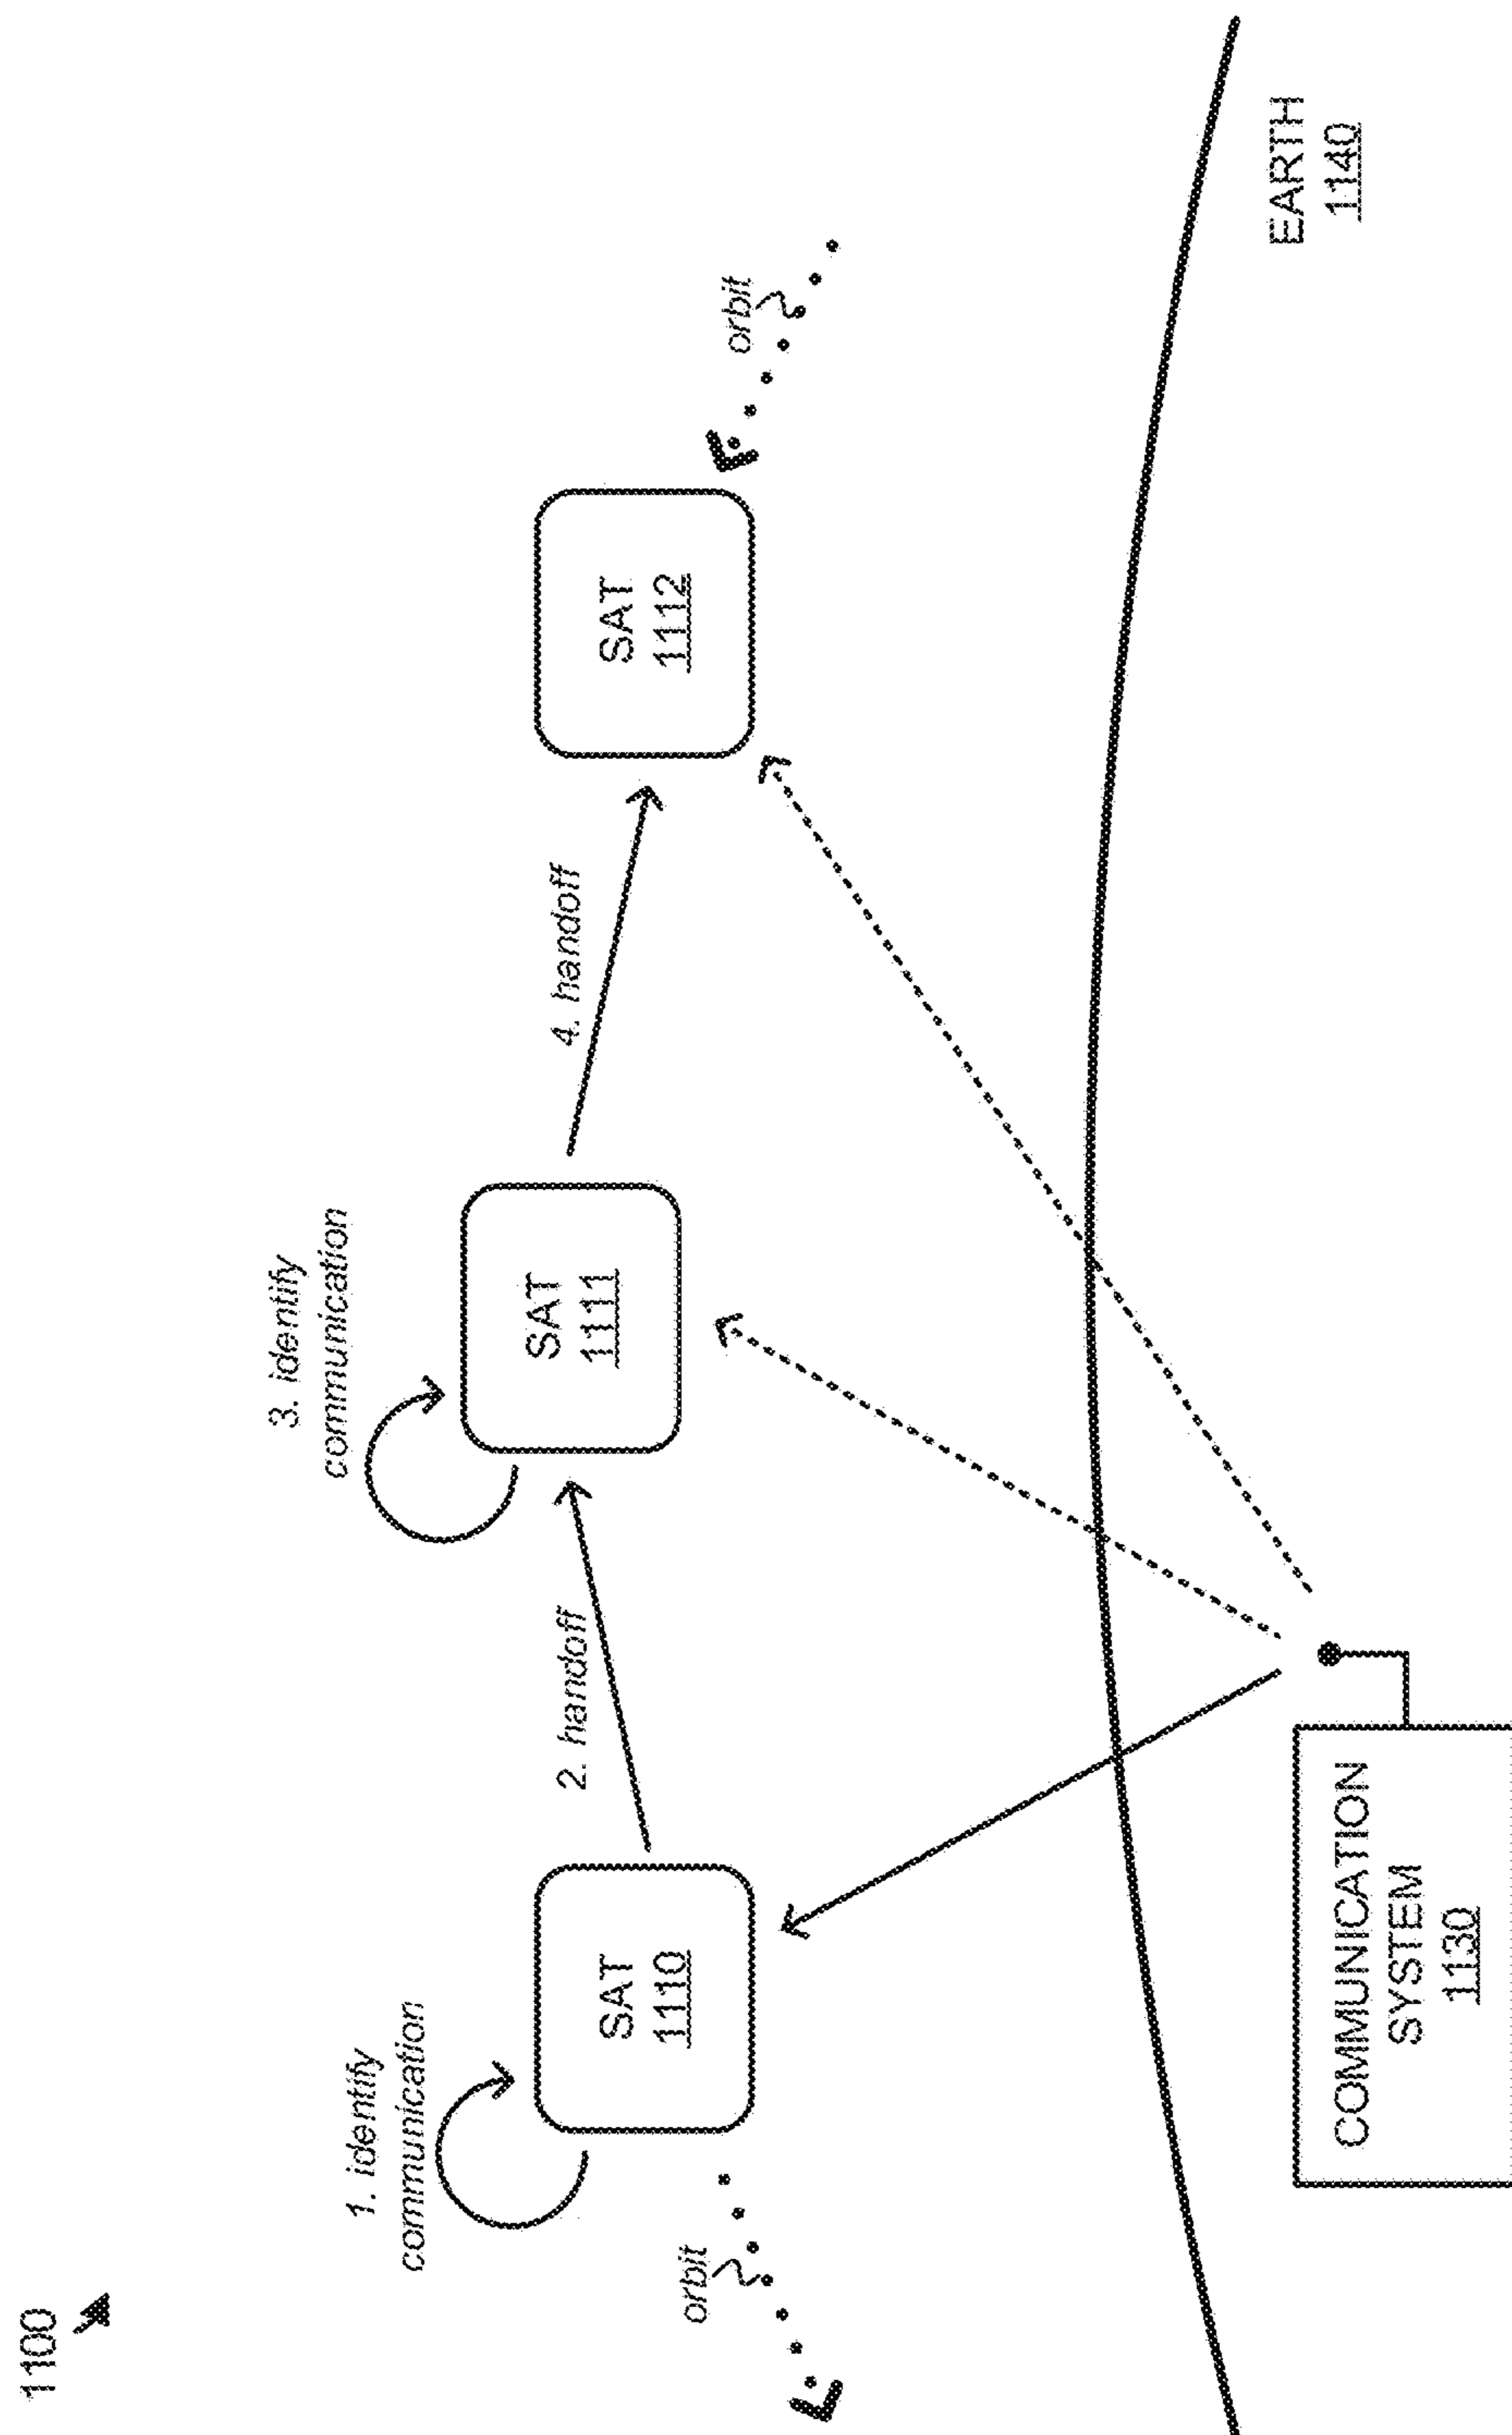 1100
1. identify
communication
SAT
1110
orbit
2. handoff
3. identify
communication
SAT
1111
4. handoff
SAT
1112
orbit
COMMUNICATION
SYSTEM
1130
EARTH
1140